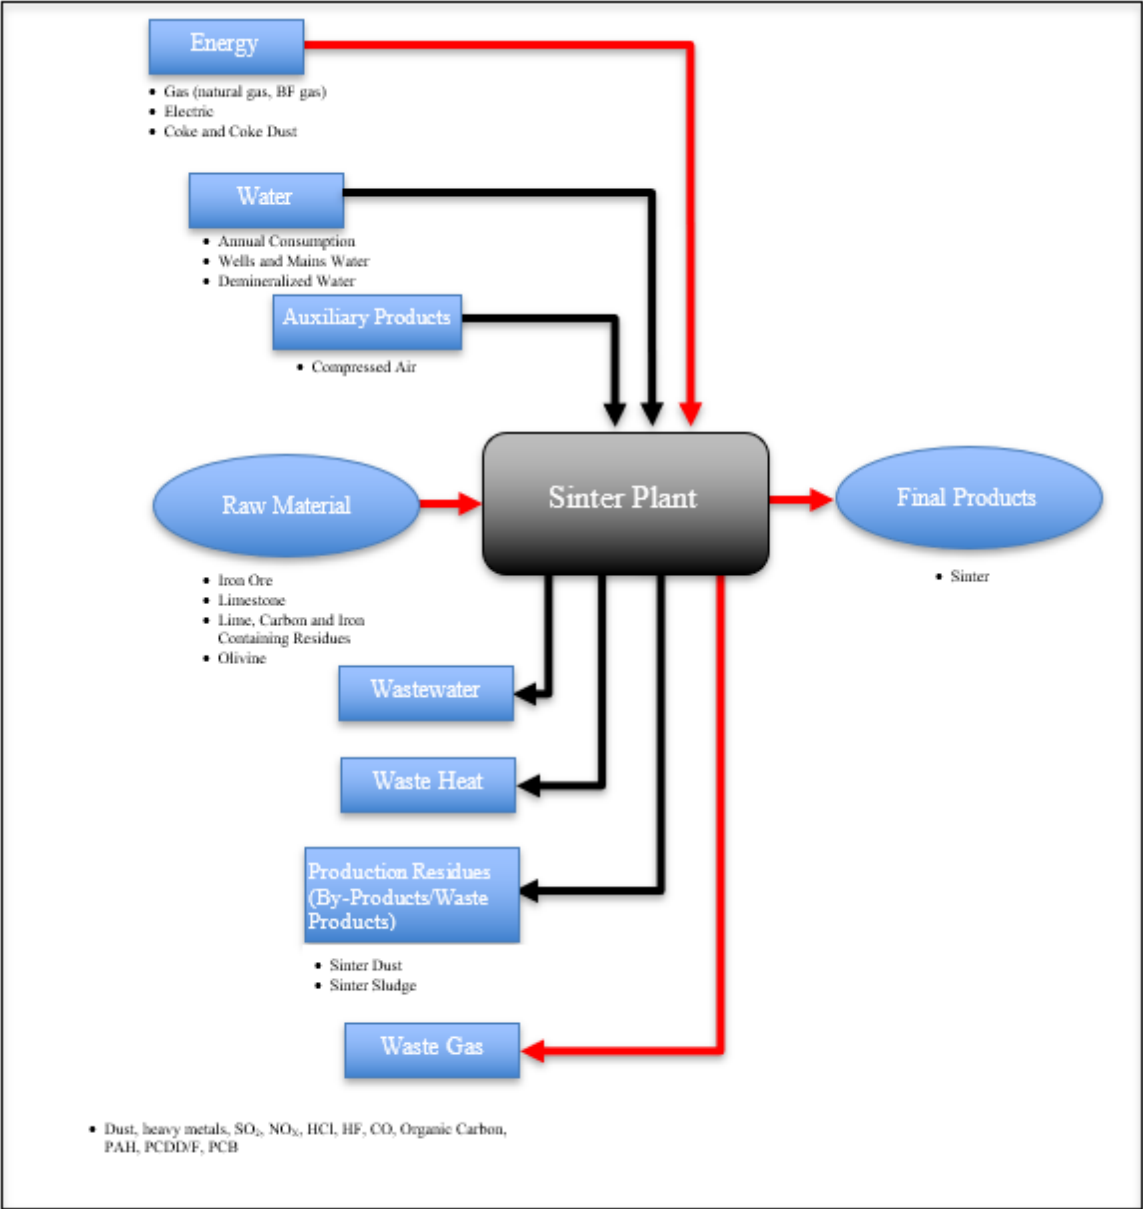 Energy
• Gas (natural gas, BF gas)
• Electric
• Coke and Coke Dust
Water
• Annual Consumption
• Wells and Mains Water
• Demineralized Water
Auxiliary Products
• Compressed Air
Raw Material
Sinter Plant
Final Products
• Iron Ore
• Limestone
• Lime, Carbon and Iron
Containing Residues
• Olivine
• Sinter
Wastewater
Waste Heat
Production Residues
(By-Products/Waste
Products)
• Sinter Dust
• Sinter Sludge
Waste Gas
• Dust, heavy metals, SO₂, NOₓ, HCl, HF, CO, Organic Carbon,
PAH, PCDD/F, PCB